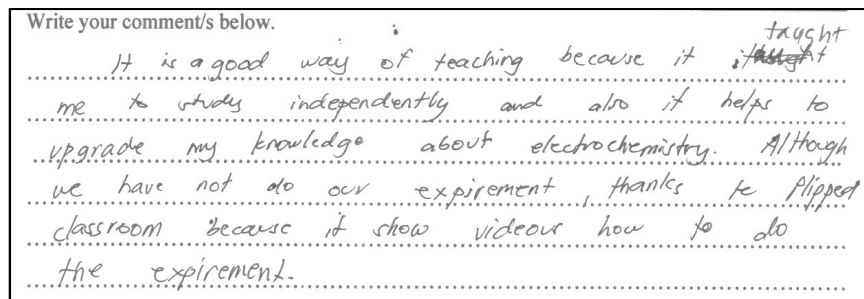 Write your comment/s below.
taught
It is a good way of teaching because it
me to study independently and also it helps to
upgrade my knowledge about electrochemistry. Although
we have not do our expirement, thanks to flipped
classroom because it show videous how to do
the expirement.